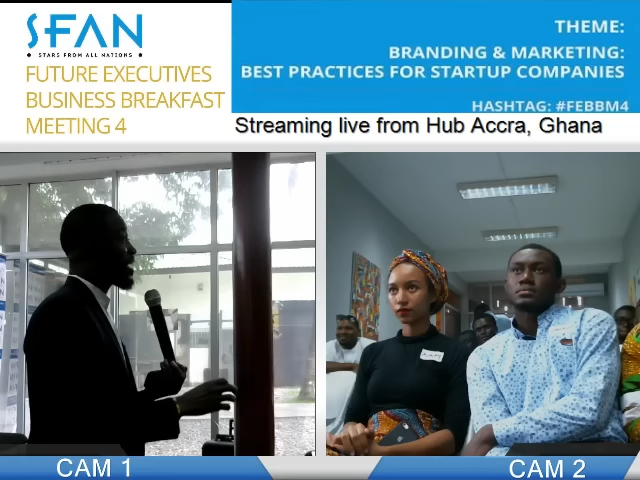 SFAN
STARS FROM ALL NATIONS
FUTURE EXECUTIVES
BUSINESS BREAKFAST
MEETING 4
THEME:
BRANDING & MARKETING:
BEST PRACTICES FOR STARTUP COMPANIES
HASHTAG: #FEBBM4
Streaming live from Hub Accra, Ghana
CAM 1
CAM 2